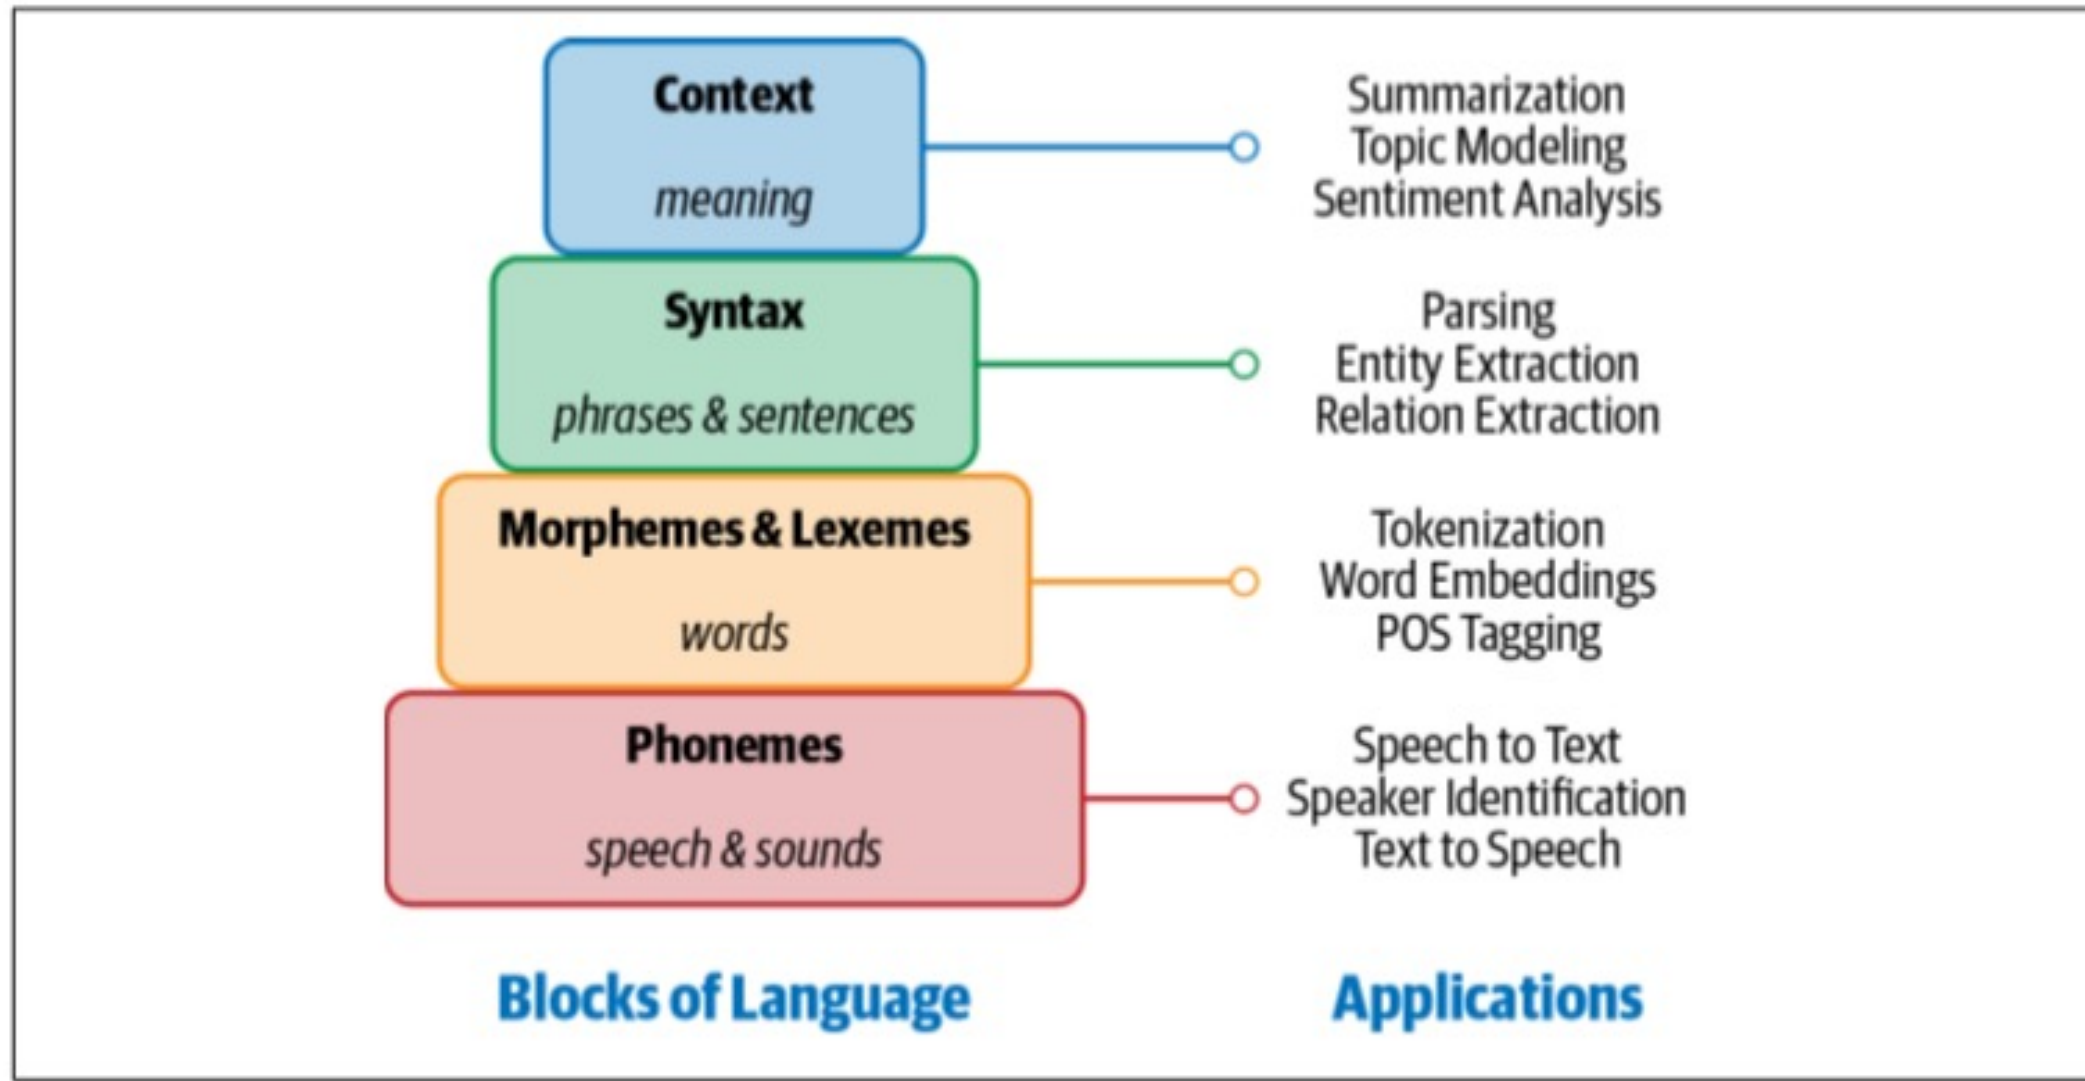 Context
meaning
Summarization
Topic Modeling
Sentiment Analysis
Syntax
phrases & sentences
Parsing
Entity Extraction
Relation Extraction
Morphemes & Lexemes
words
Tokenization
Word Embeddings
POS Tagging
Phonemes
speech & sounds
Speech to Text
Speaker Identification
Text to Speech
Blocks of Language
Applications